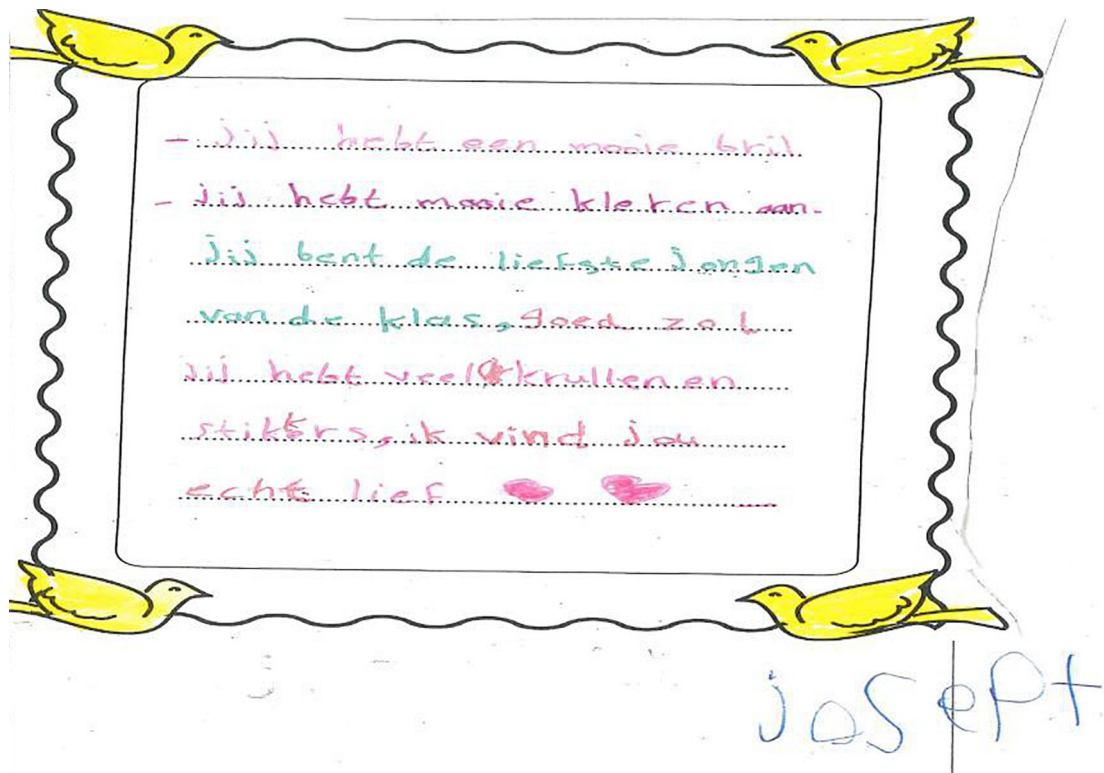 - jij hebt een mooie bril
- jij hebt mooie kleren aan.
jij bent de liefste jongen
van de klas, goed zo!
jij hebt veel krullen en
stikkrs, ik vind jou
echt lief
josept